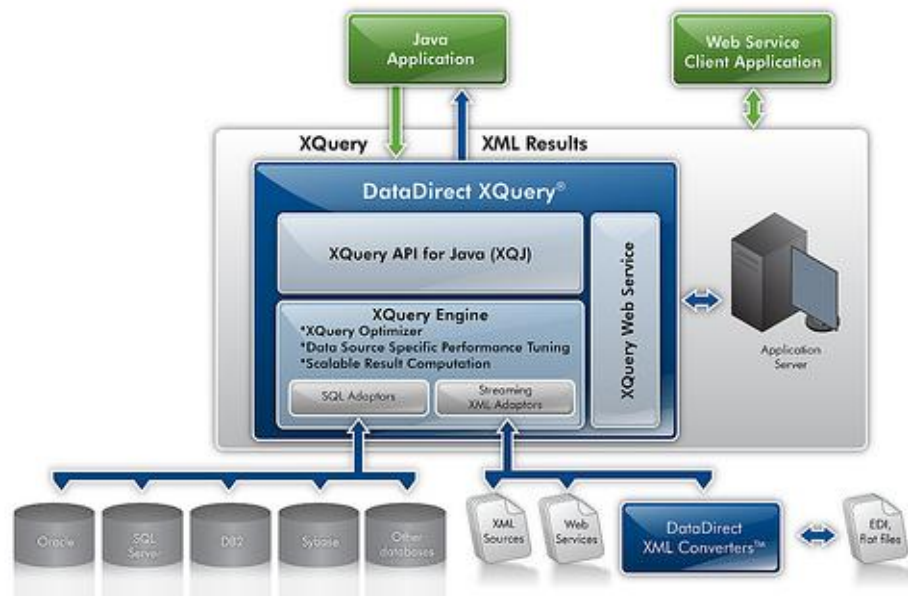 Java
Application
Web Service
Client Application
XQuery
XML Results
DataDirect XQuery®
XQuery API for Java (XQJ)
XQuery Web Service
XQuery Engine
*XQuery Optimizer
*Data Source Specific Performance Tuning
*Scalable Result Computation
SQL Adaptors
Streaming
XML Adaptors
Application
Server
Oracle
SQL
Server
DB2
Sybase
Other
databases
XML
Sources
Web
Services
DataDirect
XML Converters™
EDI,
flat files